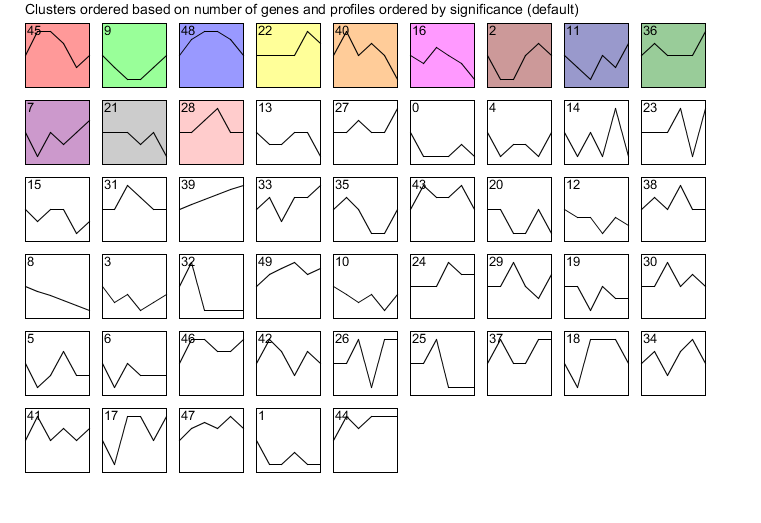 Clusters ordered based on number of genes and profiles ordered by significance (default)
45 9 48 22 40 16 2 11 36
7 21 28 13 27 0 4 14 23
15 31 39 33 35 43 20 12 38
8 3 32 49 10 24 29 19 30
5 6 46 42 26 25 37 18 34
41 17 47 1 44